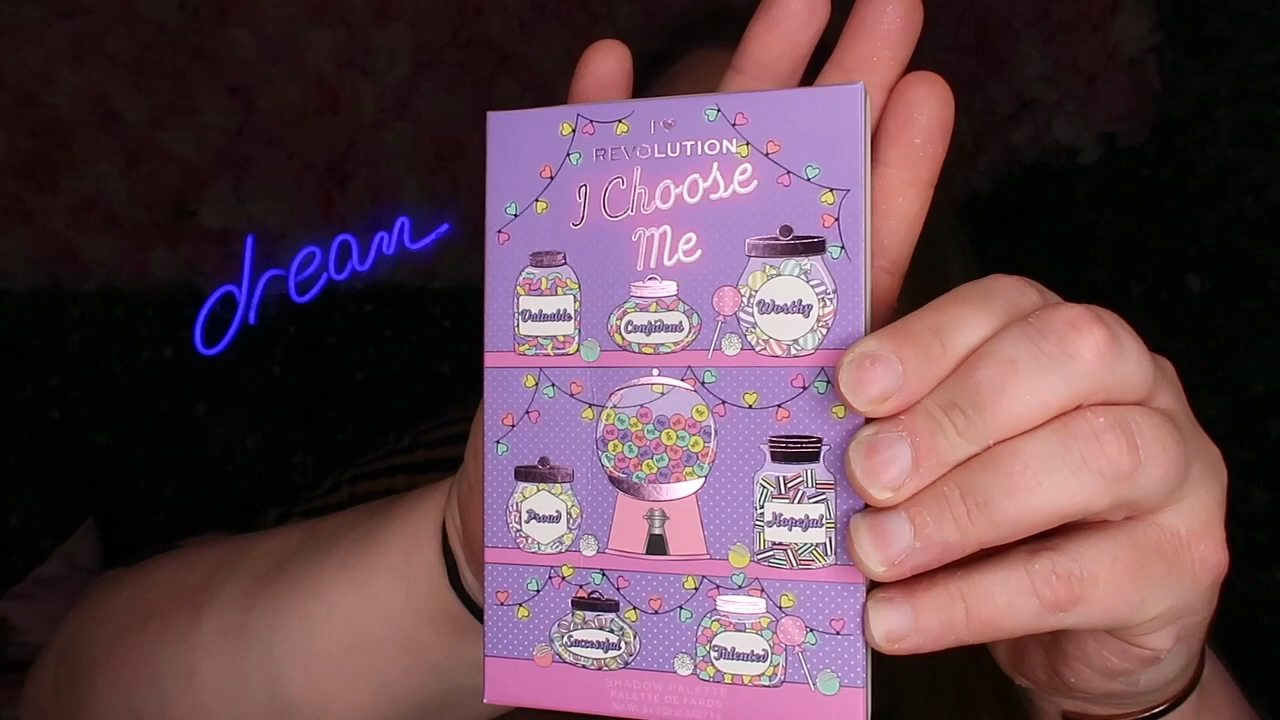 dream
I ♥
REVOLUTION
I Choose
Me
Valuable
Confident
Worthy
Proud
Hopeful
Successful
Talented
SHADOW PALETTE
PALETTE DE FARDS